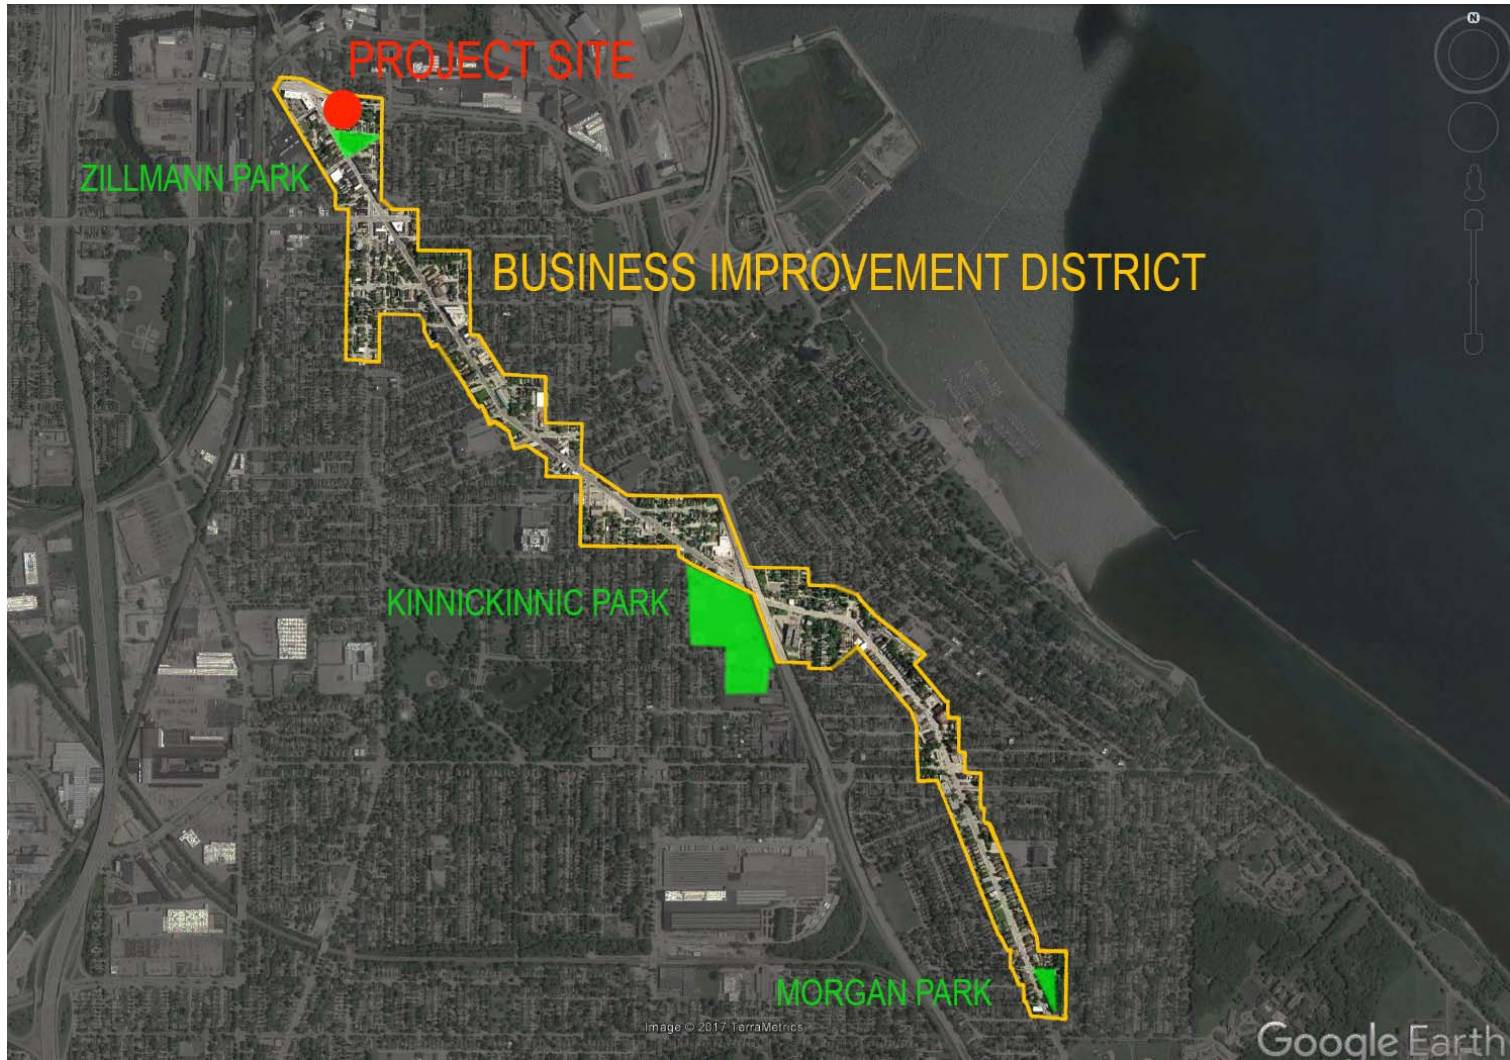 N
PROJECT SITE
ZILLMANN PARK
BUSINESS IMPROVEMENT DISTRICT
KINNICKINNIC PARK
MORGAN PARK
Image © 2017 TerraMetrics
Google Earth